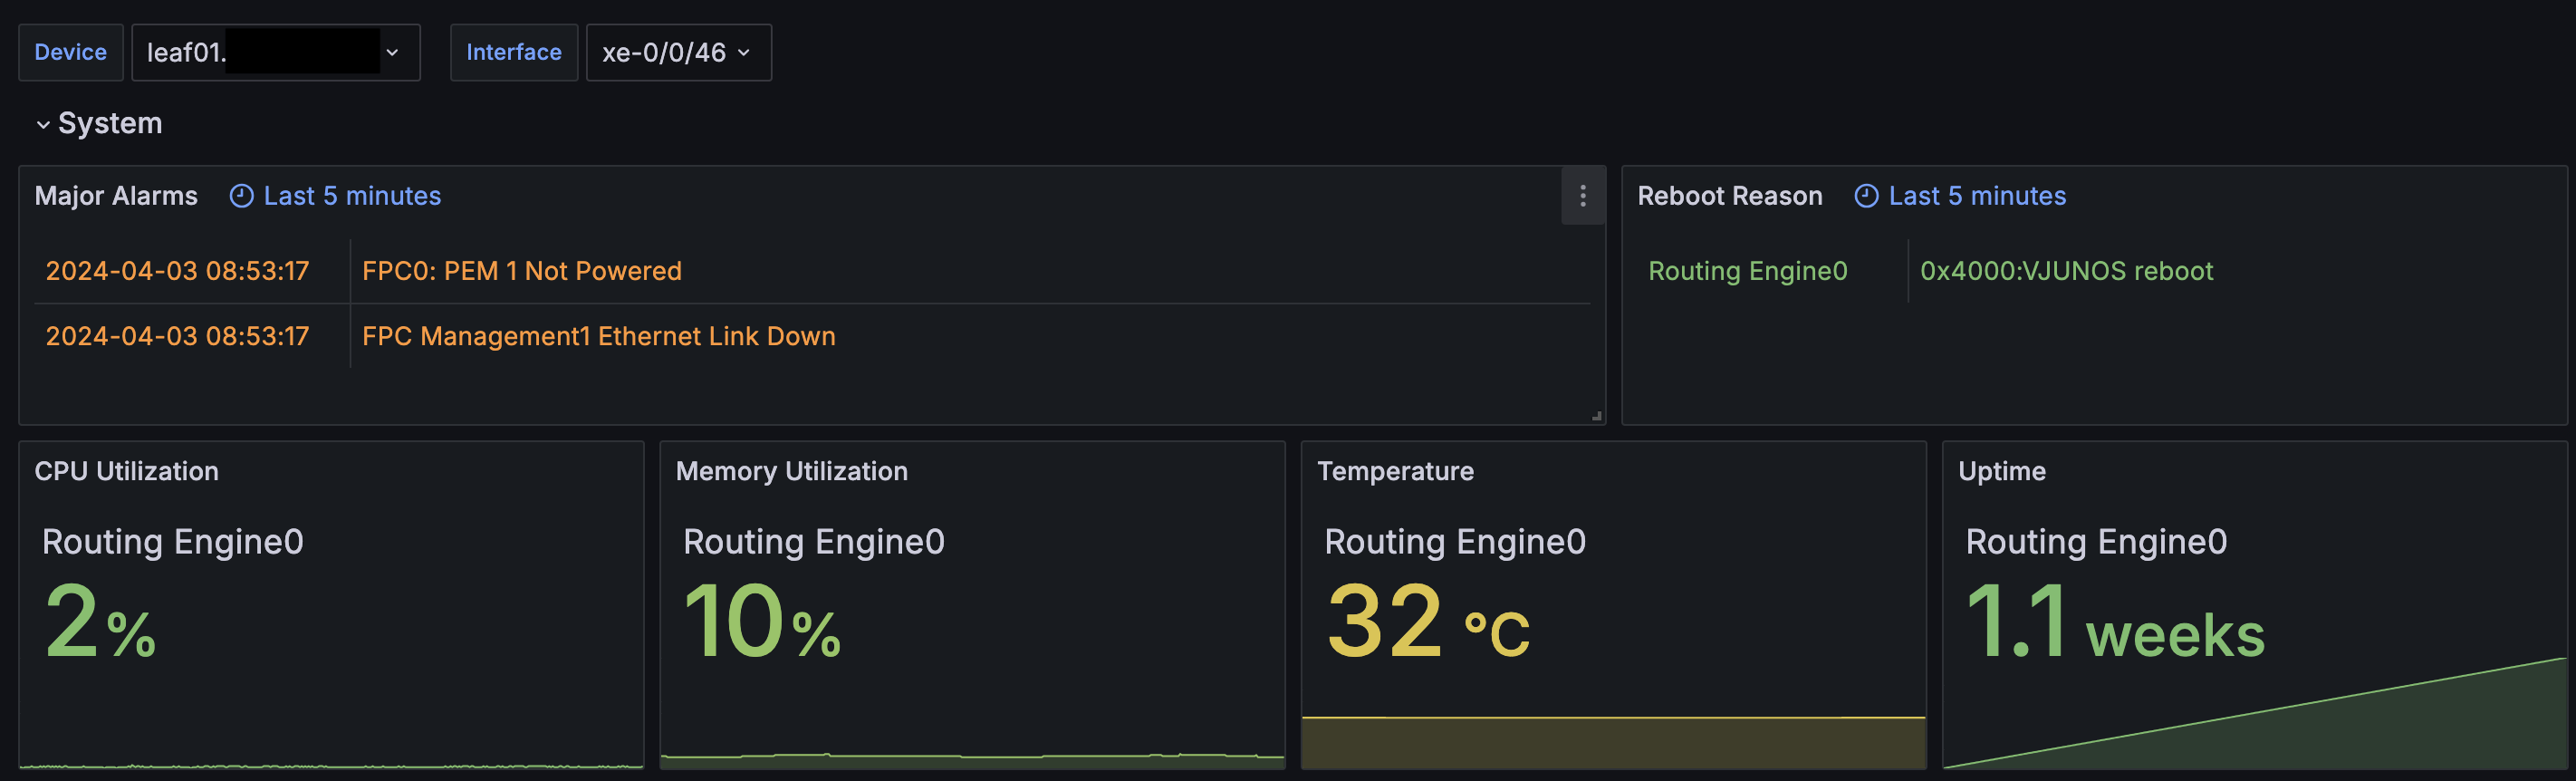 Device leaf01. Interface xe-0/0/46
System
Major Alarms Last 5 minutes
2024-04-03 08:53:17 FPC0: PEM 1 Not Powered
2024-04-03 08:53:17 FPC Management1 Ethernet Link Down
Reboot Reason Last 5 minutes
Routing Engine0 0x4000:VJUNOS reboot
CPU Utilization
Routing Engine0
2%
Memory Utilization
Routing Engine0
10%
Temperature
Routing Engine0
32 °C
Uptime
Routing Engine0
1.1 weeks